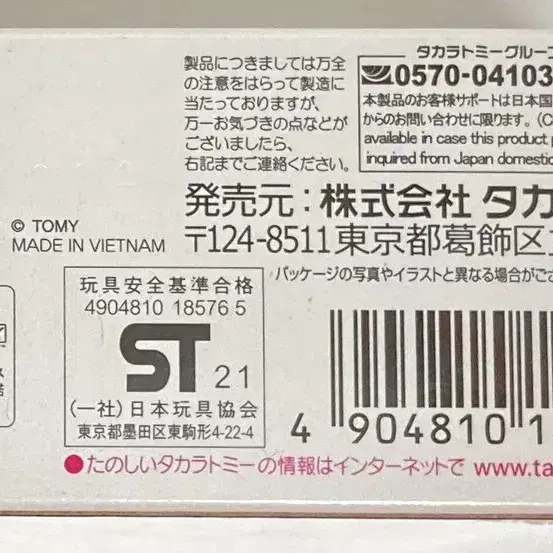 製品につきましては万全
の注意をはらって製造に
当たっておりますが、
万一お気づきの点などが
ございましたら、
右記までご連絡ください。
タカラトミーグルー
0570-04103
本製品のお客様サポートは日本国
からのお問い合わせに限ります。(C
available in case this product
inquired from Japan domestic
発売元：株式会社 タカ
〒124-8511東京都葛飾区
パッケージの写真やイラストと異なる場合がござ
© TOMY
MADE IN VIETNAM
玩具安全基準合格
4904810 18576 5
ST 21
(一社)日本玩具協会
東京都墨田区東駒形4-22-4
4 904810 1
●たのしいタカラトミーの情報はインターネットで www.ta